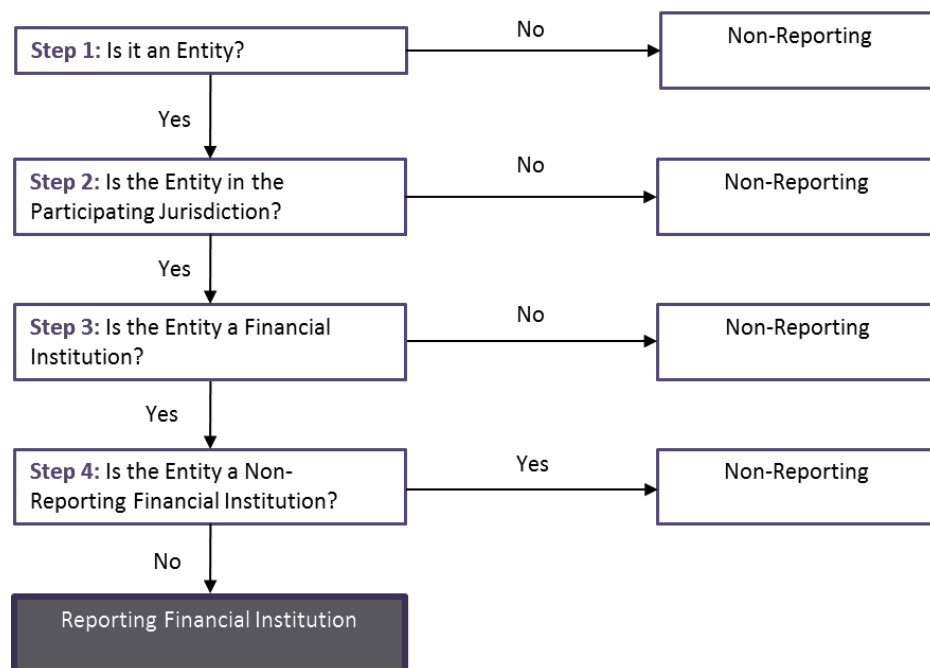 Step 1: Is it an Entity?
No
Non-Reporting
Yes
Step 2: Is the Entity in the
Participating Jurisdiction?
No
Non-Reporting
Yes
Step 3: Is the Entity a Financial
Institution?
No
Non-Reporting
Yes
Step 4: Is the Entity a Non-
Reporting Financial Institution?
Yes
Non-Reporting
No
Reporting Financial Institution